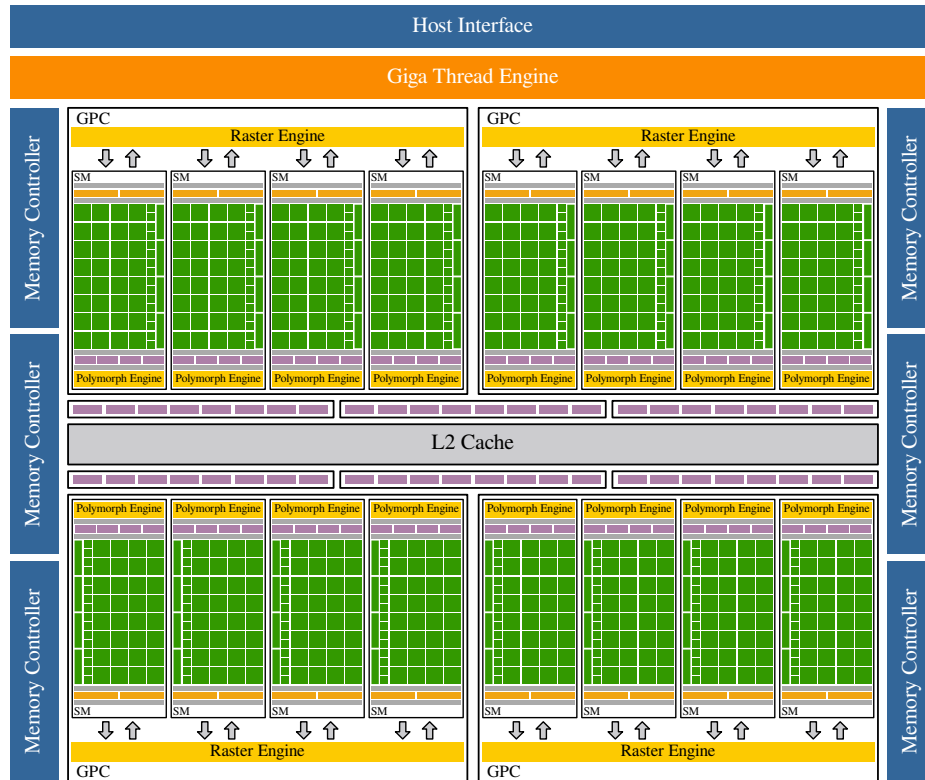 Host Interface
Giga Thread Engine
Memory Controller
GPC
Raster Engine
SM
SM
SM
SM
Polymorph Engine
Polymorph Engine
Polymorph Engine
Polymorph Engine
GPC
Raster Engine
SM
SM
SM
SM
Polymorph Engine
Polymorph Engine
Polymorph Engine
Polymorph Engine
Memory Controller
Memory Controller
L2 Cache
Memory Controller
Memory Controller
Polymorph Engine
Polymorph Engine
Polymorph Engine
Polymorph Engine
SM
SM
SM
SM
Raster Engine
GPC
Polymorph Engine
Polymorph Engine
Polymorph Engine
Polymorph Engine
SM
SM
SM
SM
Raster Engine
GPC
Memory Controller